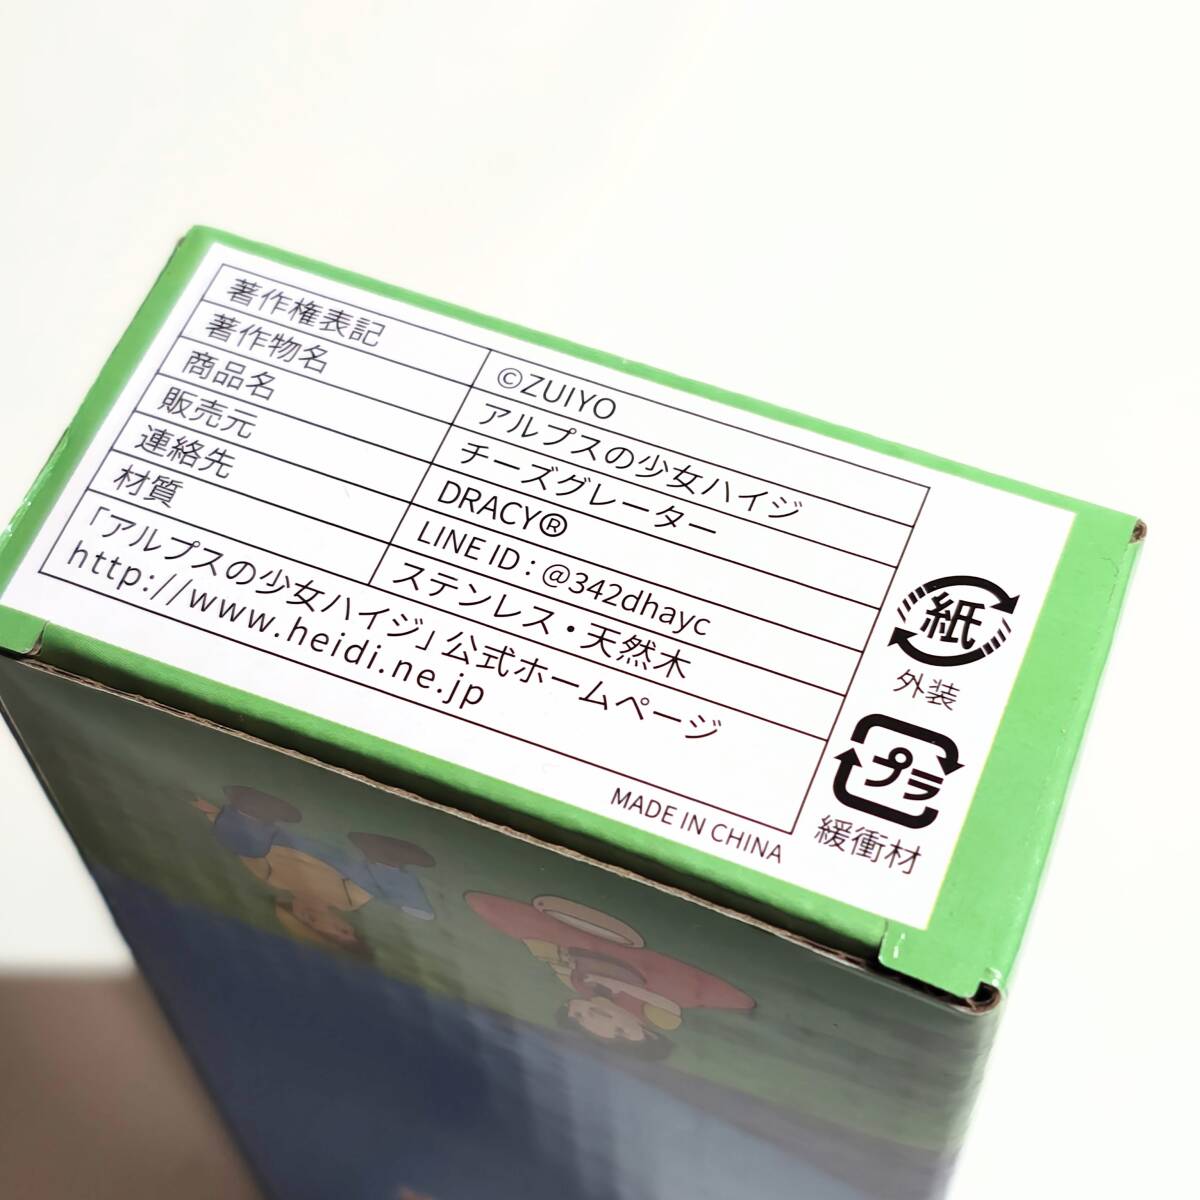 著作権表記 ©ZUIYO
著作物名 アルプスの少女ハイジ
商品名 チーズグレーター
販売元 DRACY®
連絡先 LINE ID : @342dhayc
材質 ステンレス・天然木
「アルプスの少女ハイジ」公式ホームページ
http://www.heidi.ne.jp
MADE IN CHINA
紙
外装
プラ
緩衝材